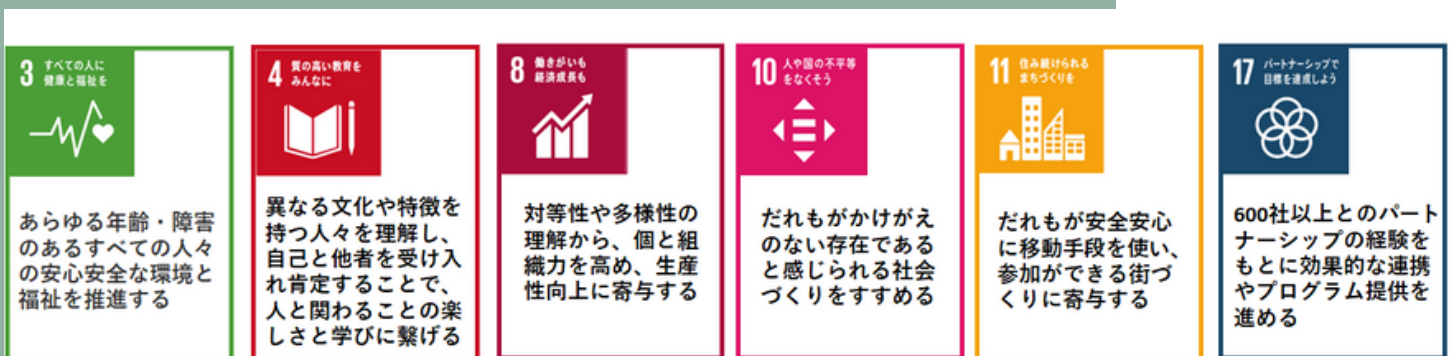 3 すべての人に
健康と福祉を
あらゆる年齢・障害
のあるすべての人々
の安心安全な環境と
福祉を推進する
4 質の高い教育を
みんなに
異なる文化や特徴を
持つ人々を理解し、
自己と他者を受け入
れ肯定することで、
人と関わることの楽
しさと学びに繋げる
8 働きがいも
経済成長も
対等性や多様性の
理解から、個と組
織力を高め、生産
性向上に寄与する
10 人や国の不平等
をなくそう
だれもがかけがえ
のない存在である
と感じられる社会
づくりをすすめる
11 住み続けられる
まちづくりを
だれもが安全安心
に移動手段を使い、
参加ができる街づ
くりに寄与する
17 パートナーシップで
目標を達成しよう
600社以上とのパート
ナーシップの経験を
もとに効果的な連携
やプログラム提供を
進める